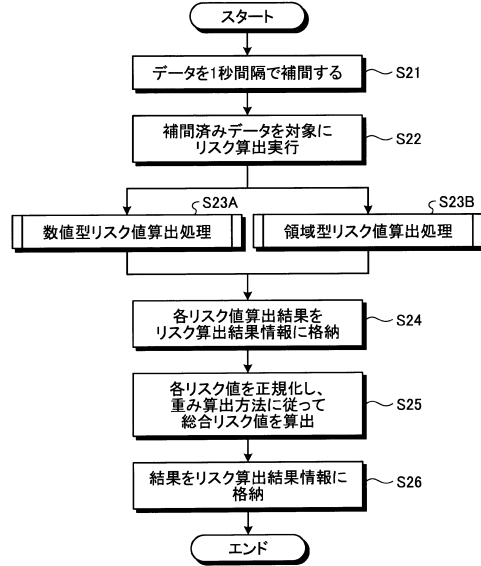 スタート
データを1秒間隔で補間する
S21
補間済みデータを対象に
リスク算出実行
S22
S23A
数値型リスク値算出処理
S23B
領域型リスク値算出処理
各リスク値算出結果を
リスク算出結果情報に格納
S24
各リスク値を正規化し、
重み算出方法に従って
総合リスク値を算出
S25
結果をリスク算出結果情報に
格納
S26
エンド